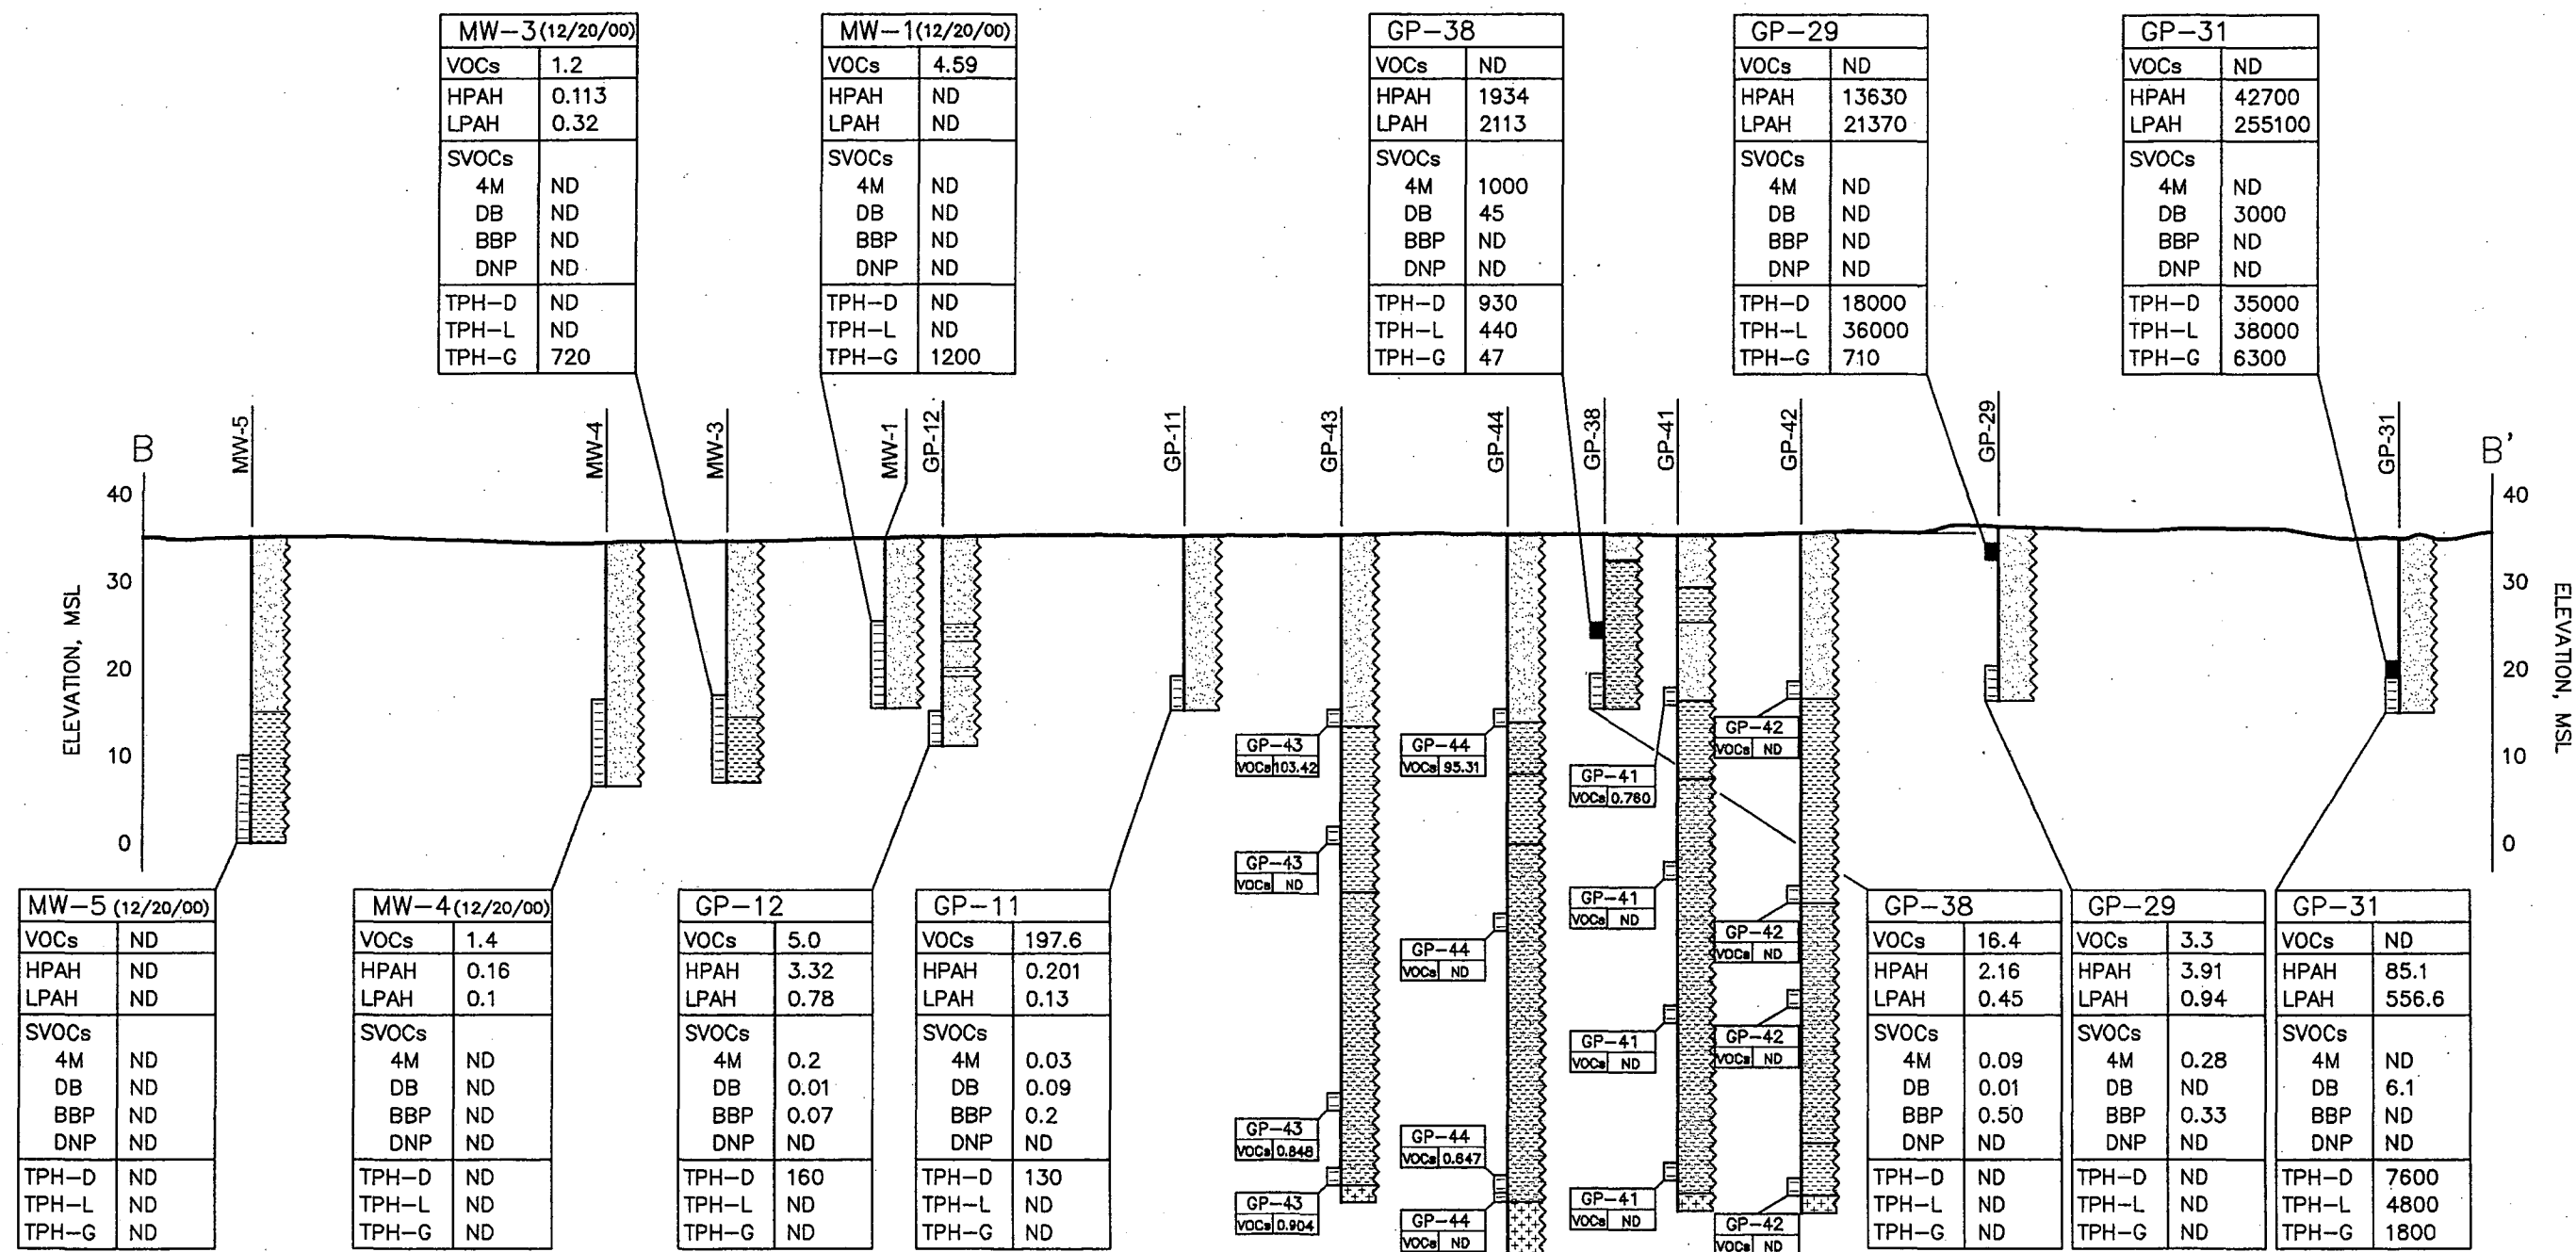 MW-3(12/20/00)
VOCs 1.2
HPAH 0.113
LPAH 0.32
SVOCs
4M ND
DB ND
BBP ND
DNP ND
TPH-D ND
TPH-L ND
TPH-G 720
MW-1(12/20/00)
VOCs 4.59
HPAH ND
LPAH ND
SVOCs
4M ND
DB ND
BBP ND
DNP ND
TPH-D ND
TPH-L ND
TPH-G 1200
GP-38
VOCs ND
HPAH 1934
LPAH 2113
SVOCs
4M 1000
DB 45
BBP ND
DNP ND
TPH-D 930
TPH-L 440
TPH-G 47
GP-29
VOCs ND
HPAH 13630
LPAH 21370
SVOCs
4M ND
DB ND
BBP ND
DNP ND
TPH-D 18000
TPH-L 36000
TPH-G 710
GP-31
VOCs ND
HPAH 42700
LPAH 255100
SVOCs
4M ND
DB 3000
BBP ND
DNP ND
TPH-D 35000
TPH-L 38000
TPH-G 6300
B
MW-5
MW-4
MW-3
MW-1
GP-12
GP-11
GP-43
GP-44
GP-38
GP-41
GP-42
GP-29
GP-31
B'
40
30
20
10
0
ELEVATION, MSL
40
30
20
10
0
ELEVATION, MSL
GP-43
VOCs 103.42
GP-43
VOCs ND
GP-43
VOCs 0.848
GP-43
VOCs 0.904
GP-44
VOCs 95.31
GP-44
VOCs ND
GP-44
VOCs 0.647
GP-44
VOCs ND
GP-41
VOCs 0.760
GP-41
VOCs ND
GP-41
VOCs ND
GP-41
VOCs ND
GP-42
VOCs ND
GP-42
VOCs ND
GP-42
VOCs ND
GP-42
VOCs ND
MW-5 (12/20/00)
VOCs ND
HPAH ND
LPAH ND
SVOCs
4M ND
DB ND
BBP ND
DNP ND
TPH-D ND
TPH-L ND
TPH-G ND
MW-4(12/20/00)
VOCs 1.4
HPAH 0.16
LPAH 0.1
SVOCs
4M ND
DB ND
BBP ND
DNP ND
TPH-D ND
TPH-L ND
TPH-G ND
GP-12
VOCs 5.0
HPAH 3.32
LPAH 0.78
SVOCs
4M 0.2
DB 0.01
BBP 0.07
DNP ND
TPH-D 160
TPH-L ND
TPH-G ND
GP-11
VOCs 197.6
HPAH 0.201
LPAH 0.13
SVOCs
4M 0.03
DB 0.09
BBP 0.2
DNP ND
TPH-D 130
TPH-L ND
TPH-G ND
GP-38
VOCs 16.4
HPAH 2.16
LPAH 0.45
SVOCs
4M 0.09
DB 0.01
BBP 0.50
DNP ND
TPH-D ND
TPH-L ND
TPH-G ND
GP-29
VOCs 3.3
HPAH 3.91
LPAH 0.94
SVOCs
4M 0.28
DB ND
BBP 0.33
DNP ND
TPH-D ND
TPH-L ND
TPH-G ND
GP-31
VOCs ND
HPAH 85.1
LPAH 556.6
SVOCs
4M ND
DB 6.1
BBP ND
DNP ND
TPH-D 7600
TPH-L 4800
TPH-G 1800